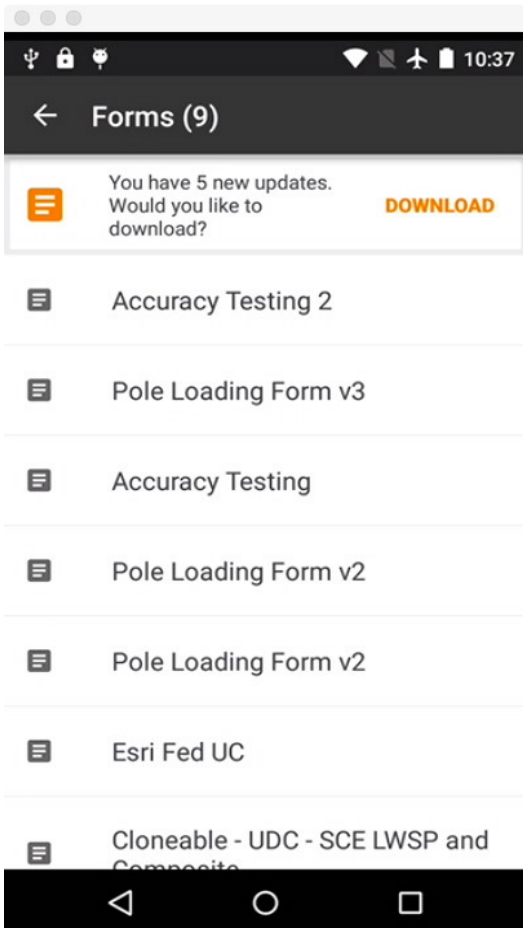 10:37
Forms (9)
You have 5 new updates.
Would you like to
download?
DOWNLOAD
Accuracy Testing 2
Pole Loading Form v3
Accuracy Testing
Pole Loading Form v2
Pole Loading Form v2
Esri Fed UC
Cloneable - UDC - SCE LWSP and
Composite